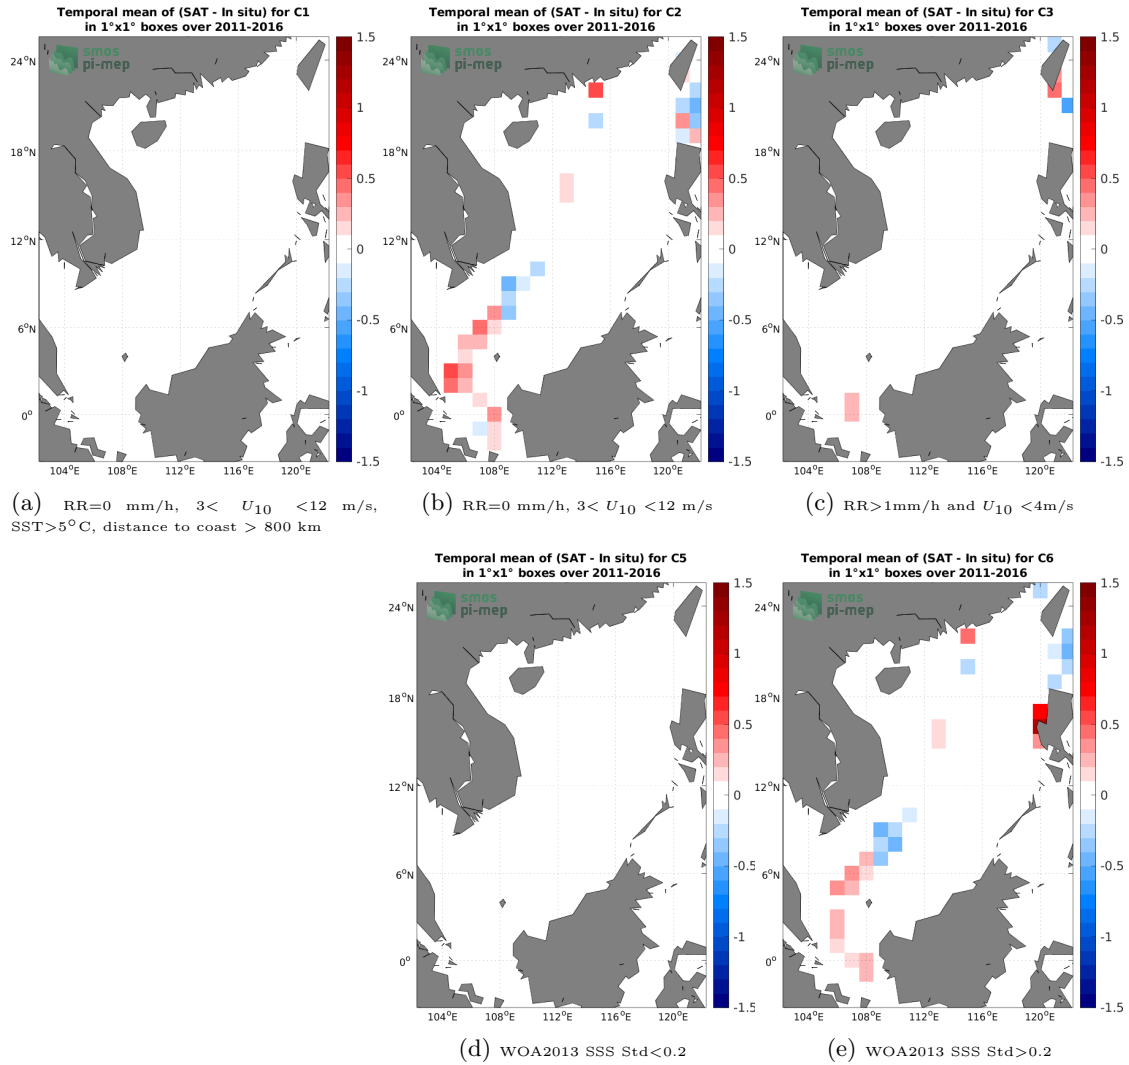 Temporal mean of (SAT - In situ) for C1
in 1°x1° boxes over 2011-2016
smos
pi-mep
24°N
18°N
12°N
6°N
0°
104°E 108°E 112°E 116°E 120°E
1.5
1
0.5
0
-0.5
-1
-1.5
(a) RR=0 mm/h, 3< U10 <12 m/s,
SST>5°C, distance to coast > 800 km
Temporal mean of (SAT - In situ) for C2
in 1°x1° boxes over 2011-2016
smos
pi-mep
24°N
18°N
12°N
6°N
0°
104°E 108°E 112°E 116°E 120°E
1.5
1
0.5
0
-0.5
-1
-1.5
(b) RR=0 mm/h, 3< U10 <12 m/s
Temporal mean of (SAT - In situ) for C3
in 1°x1° boxes over 2011-2016
smos
pi-mep
24°N
18°N
12°N
6°N
0°
104°E 108°E 112°E 116°E 120°E
1.5
1
0.5
0
-0.5
-1
-1.5
(c) RR>1mm/h and U10 <4m/s
Temporal mean of (SAT - In situ) for C5
in 1°x1° boxes over 2011-2016
smos
pi-mep
24°N
18°N
12°N
6°N
0°
104°E 108°E 112°E 116°E 120°E
1.5
1
0.5
0
-0.5
-1
-1.5
(d) WOA2013 SSS Std<0.2
Temporal mean of (SAT - In situ) for C6
in 1°x1° boxes over 2011-2016
smos
pi-mep
24°N
18°N
12°N
6°N
0°
104°E 108°E 112°E 116°E 120°E
1.5
1
0.5
0
-0.5
-1
-1.5
(e) WOA2013 SSS Std>0.2